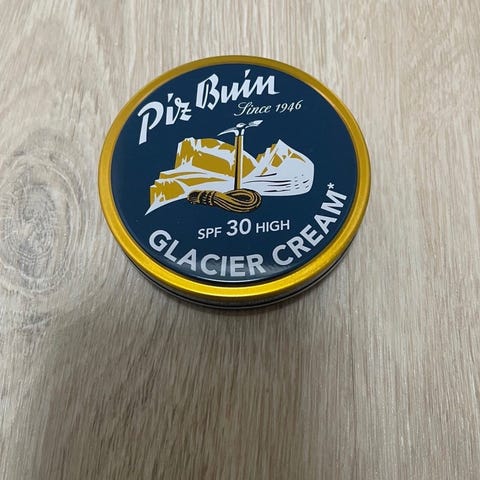 Piz Buin
Since 1946
SPF 30 HIGH
GLACIER CREAM*